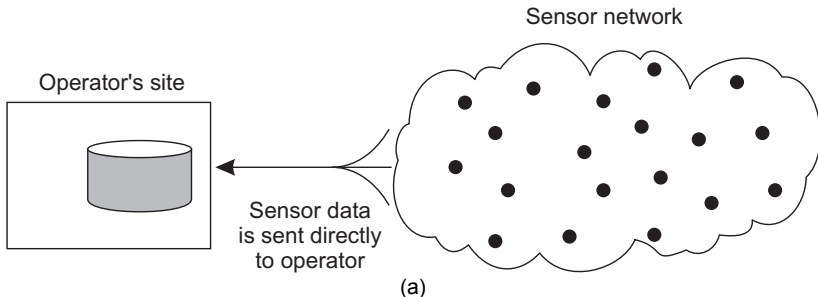 Sensor network
Operator's site
Sensor data
is sent directly
to operator
(a)